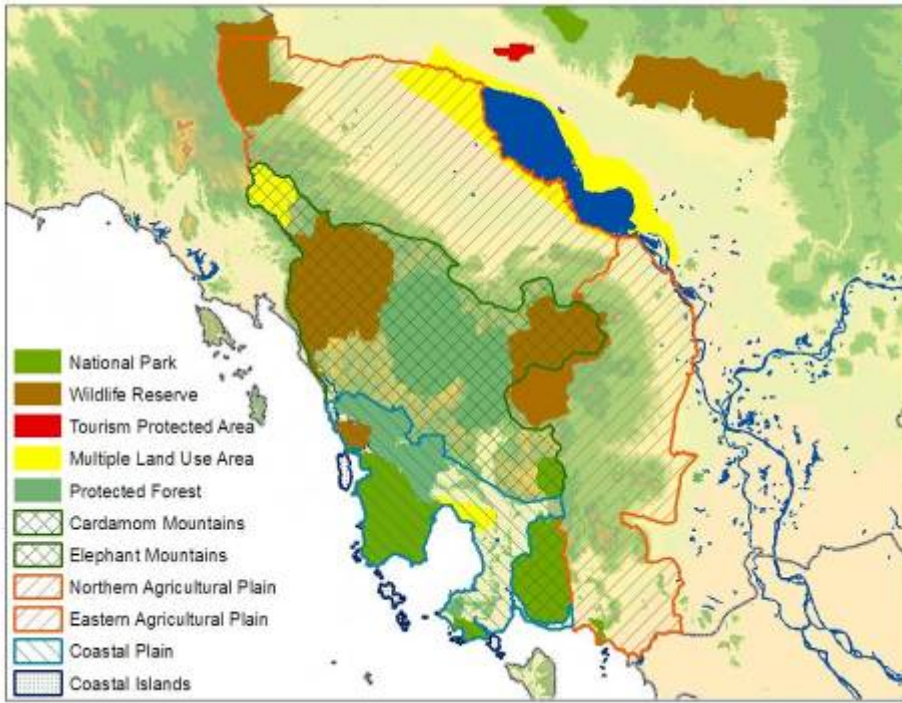 National Park
Wildlife Reserve
Tourism Protected Area
Multiple Land Use Area
Protected Forest
Cardamom Mountains
Elephant Mountains
Northern Agricultural Plain
Eastern Agricultural Plain
Coastal Plain
Coastal Islands